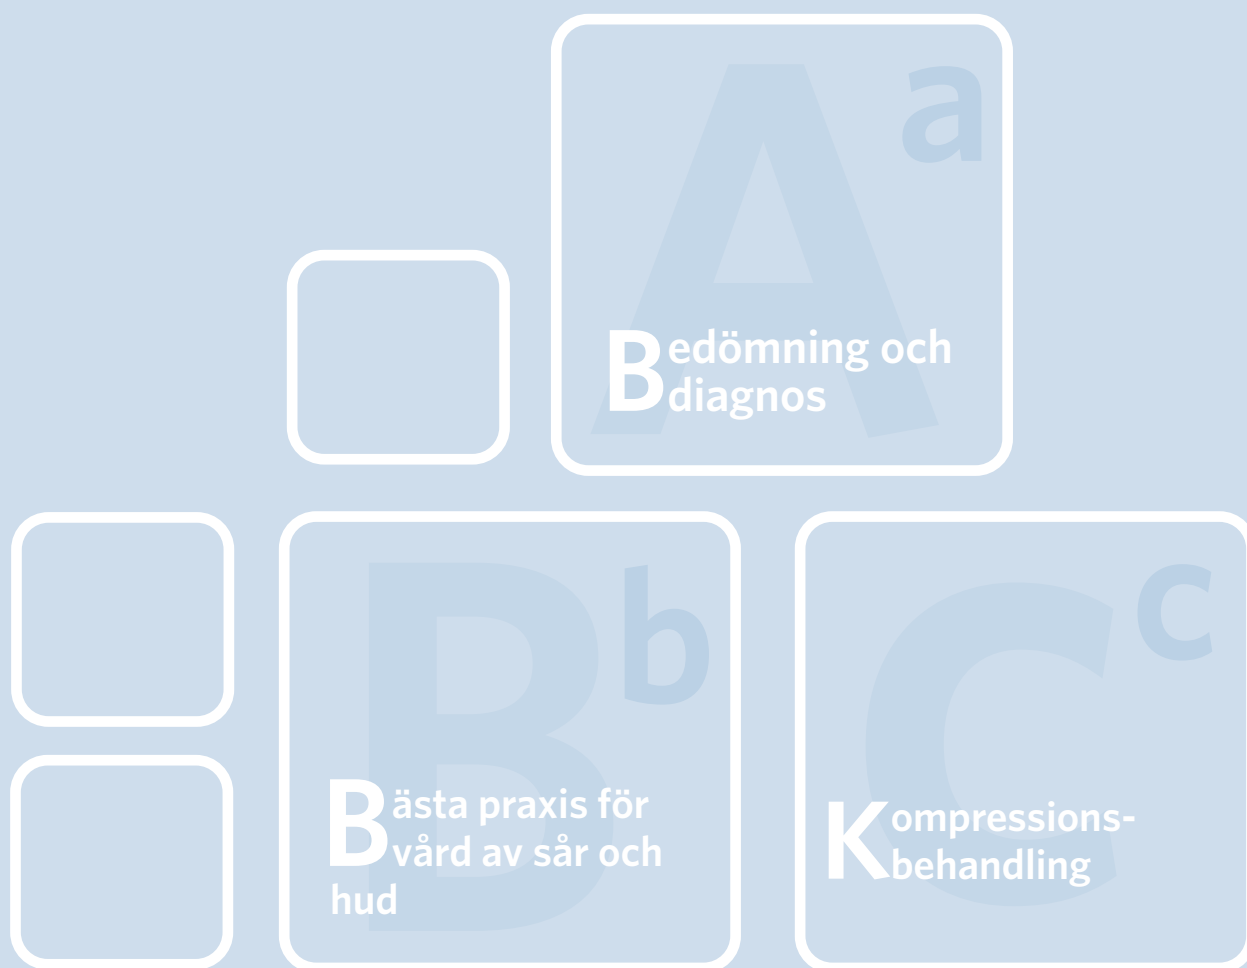 A a
Bedömning och
diagnos
B b
Bästa praxis för
vård av sår och
hud
C c
Kompressions-
behandling